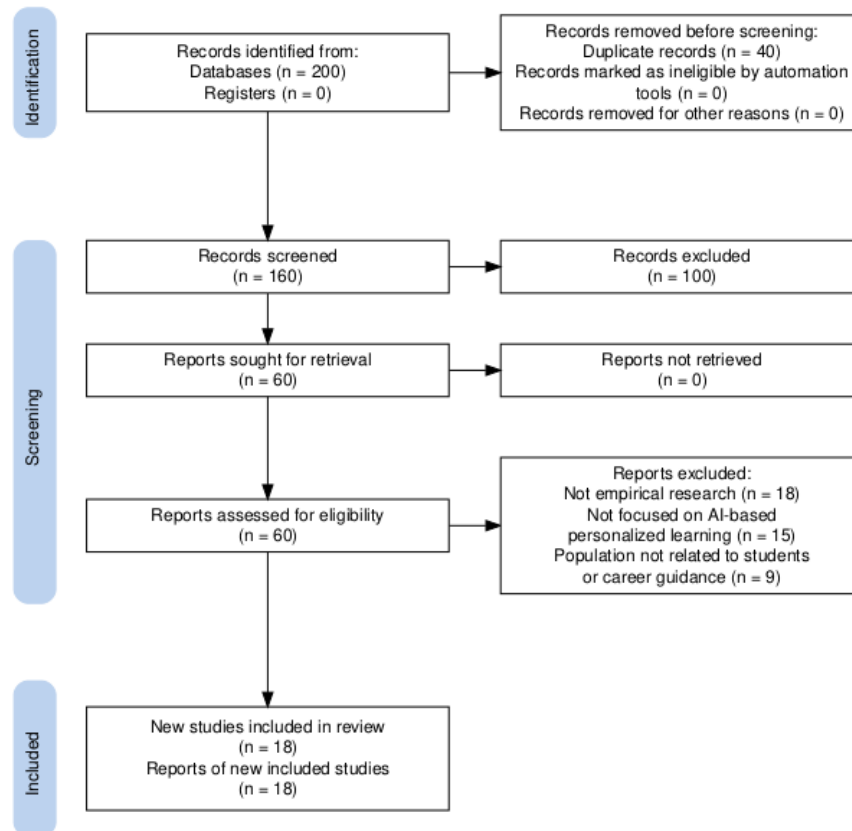 Identification
Records identified from:
Databases (n = 200)
Registers (n = 0)
Records removed before screening:
Duplicate records (n = 40)
Records marked as ineligible by automation
tools (n = 0)
Records removed for other reasons (n = 0)
Screening
Records screened
(n = 160)
Records excluded
(n = 100)
Reports sought for retrieval
(n = 60)
Reports not retrieved
(n = 0)
Reports assessed for eligibility
(n = 60)
Reports excluded:
Not empirical research (n = 18)
Not focused on AI-based
personalized learning (n = 15)
Population not related to students
or career guidance (n = 9)
Included
New studies included in review
(n = 18)
Reports of new included studies
(n = 18)